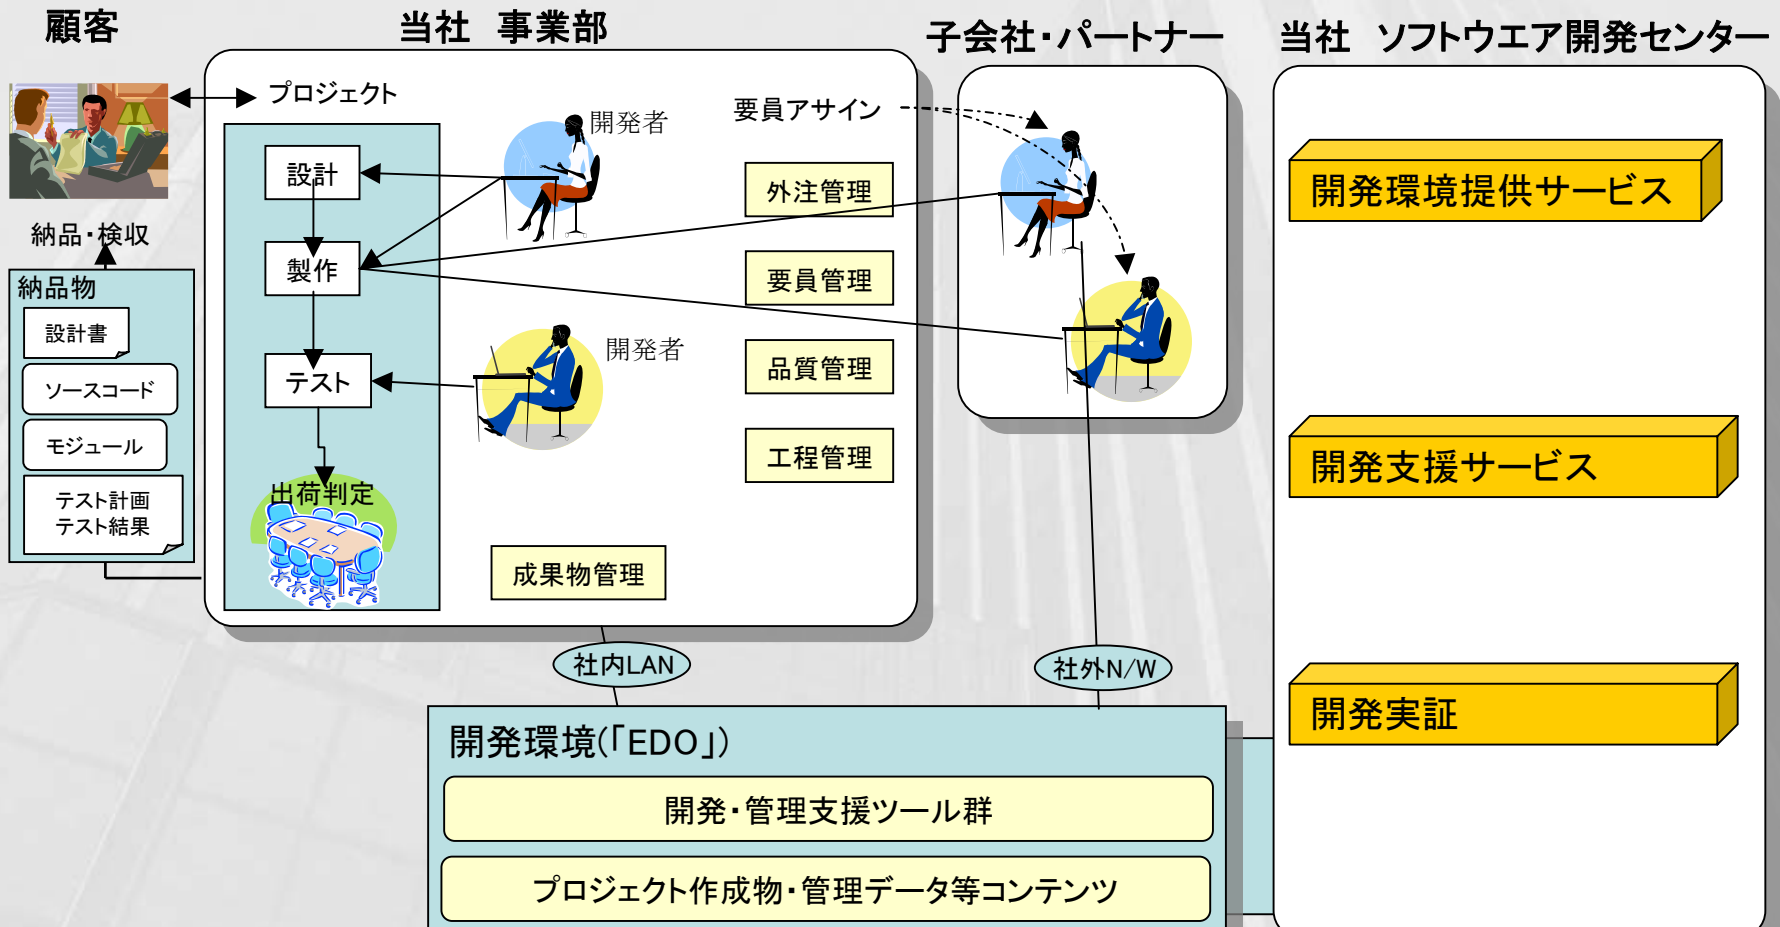 顧客
当社 事業部
子会社・パートナー
当社 ソフトウエア開発センター
プロジェクト
開発者
要員アサイン
設計
製作
テスト
出荷判定
開発者
外注管理
要員管理
品質管理
工程管理
成果物管理
納品・検収
納品物
設計書
ソースコード
モジュール
テスト計画
テスト結果
開発環境提供サービス
開発支援サービス
開発実証
社内LAN
社外N/W
開発環境(「EDO」)
開発・管理支援ツール群
プロジェクト作成物・管理データ等コンテンツ